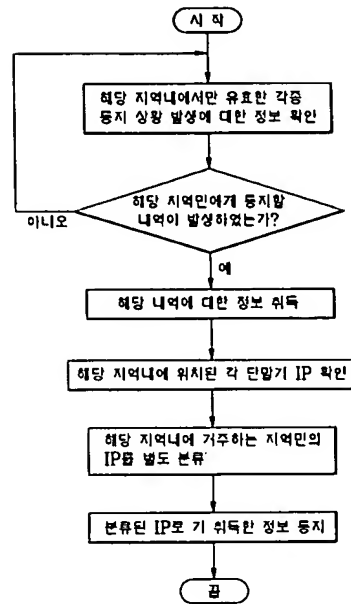 시 작
해당 지역내에서만 유효한 각종
통지 상황 발생에 대한 정보 확인
해당 지역민에게 통지할
내역이 발생하였는가?
아니오
예
해당 내역에 대한 정보 취득
해당 지역내에 위치된 각 단말기 IP 확인
해당 지역내에 거주하는 지역민의
IP를 별도 분류
분류된 IP로 기 취득한 정보 통지
끝